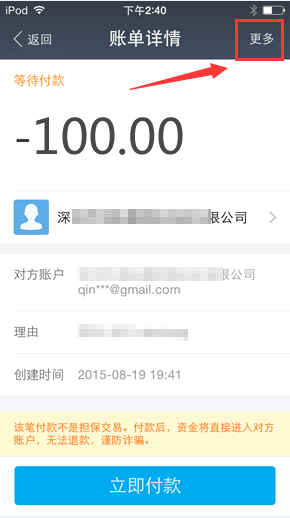 iPod 下午2:40
返回 账单详情 更多
等待付款
-100.00
深 限公司
对方账户 限公司
qin***@gmail.com
理由
创建时间 2015-08-19 19:41
该笔付款不是担保交易。付款后，资金将直接进入对方
账户，无法退款，谨防诈骗。
立即付款